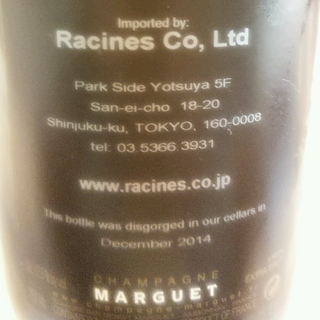 Imported by:
Racines Co, Ltd
Park Side Yotsuya 5F
San-ei-cho 18-20
Shinjuku-ku, TOKYO, 160-0008
tel: 03.5366 3931
www.racines.co.jp
This bottle was disgorged in our cellars in
December 2014
CHAMPAGNE
MARGUET